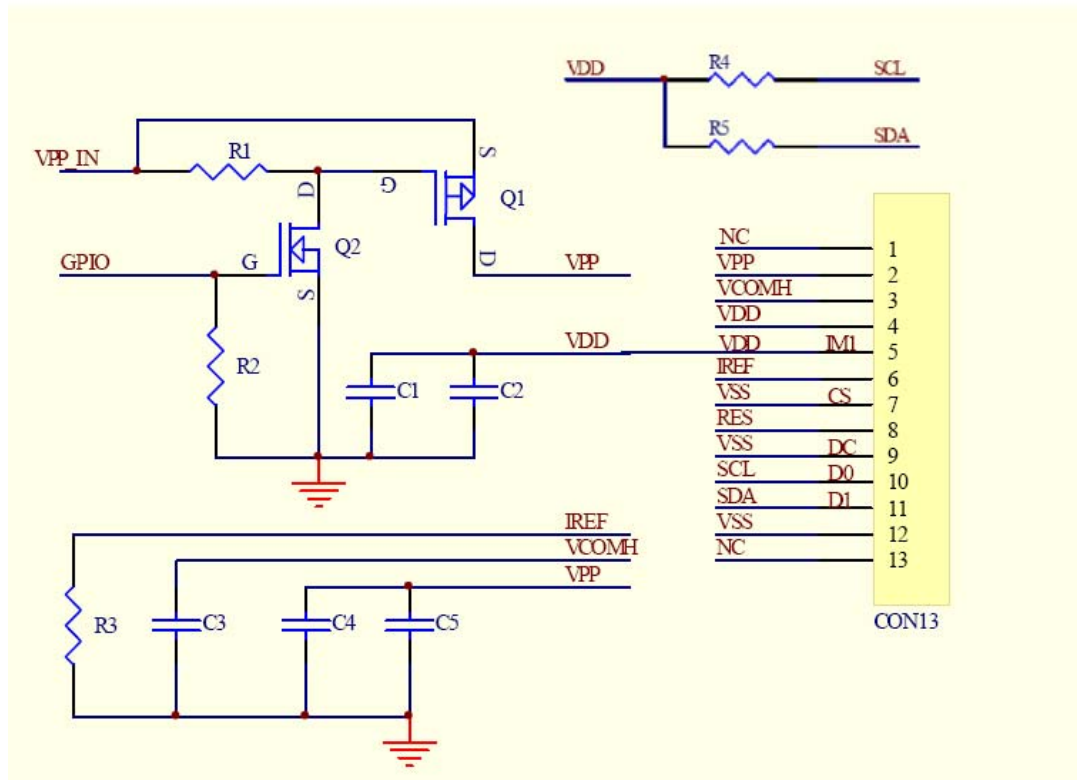 VDD R4 SCL
R5 SDA
VPP_IN R1 S
D G Q1
Q2
GPIO G D VPP
S
R2
VDD
C1 C2
IREF
VCOMH
VPP
R3 C3 C4 C5
NC 1
VPP 2
VCOMH 3
VDD 4
VDD IM1 5
IREF 6
VSS CS 7
RES 8
VSS DC 9
SCL D0 10
SDA D1 11
VSS 12
NC 13
CON13